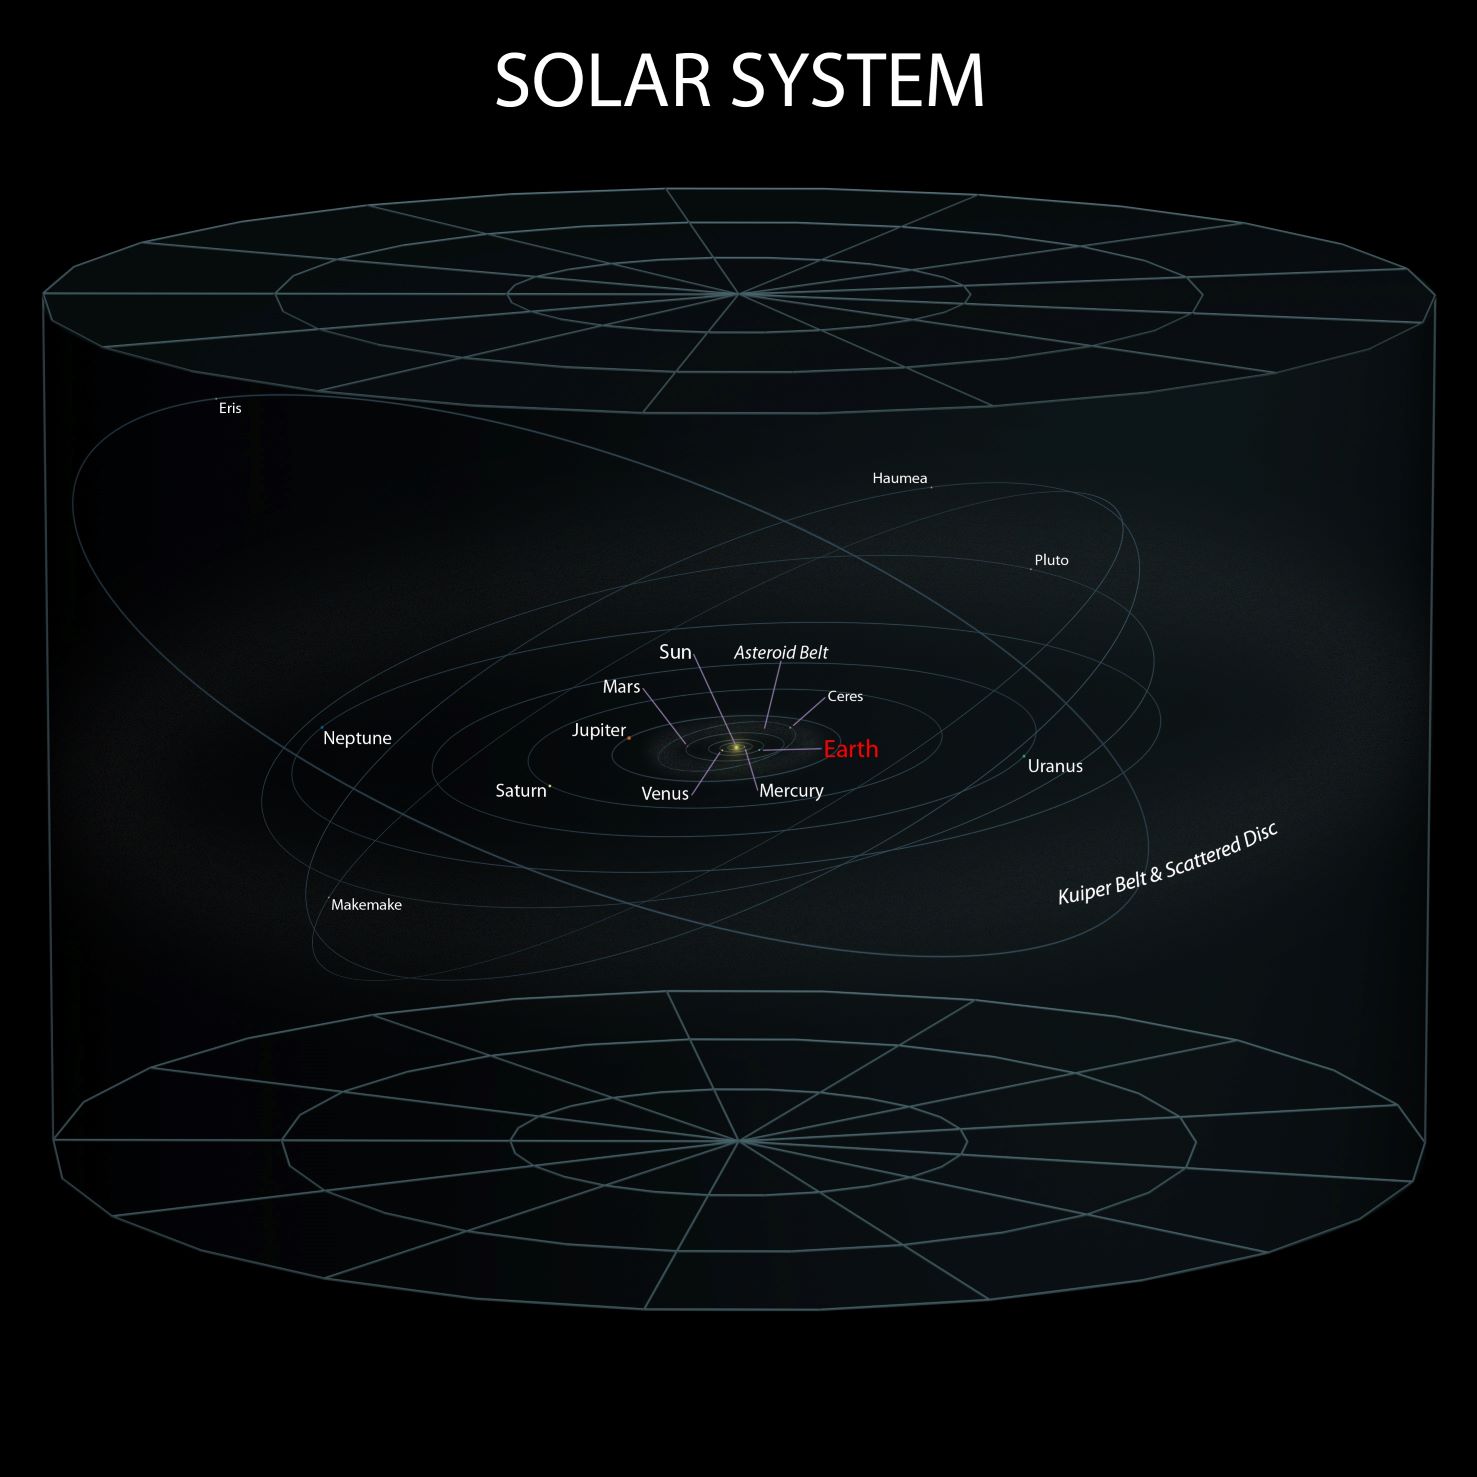 SOLAR SYSTEM
Eris
Haumea
Pluto
Sun
Asteroid Belt
Mars
Ceres
Jupiter
Neptune
Earth
Uranus
Saturn
Venus
Mercury
Kuiper Belt & Scattered Disc
Makemake